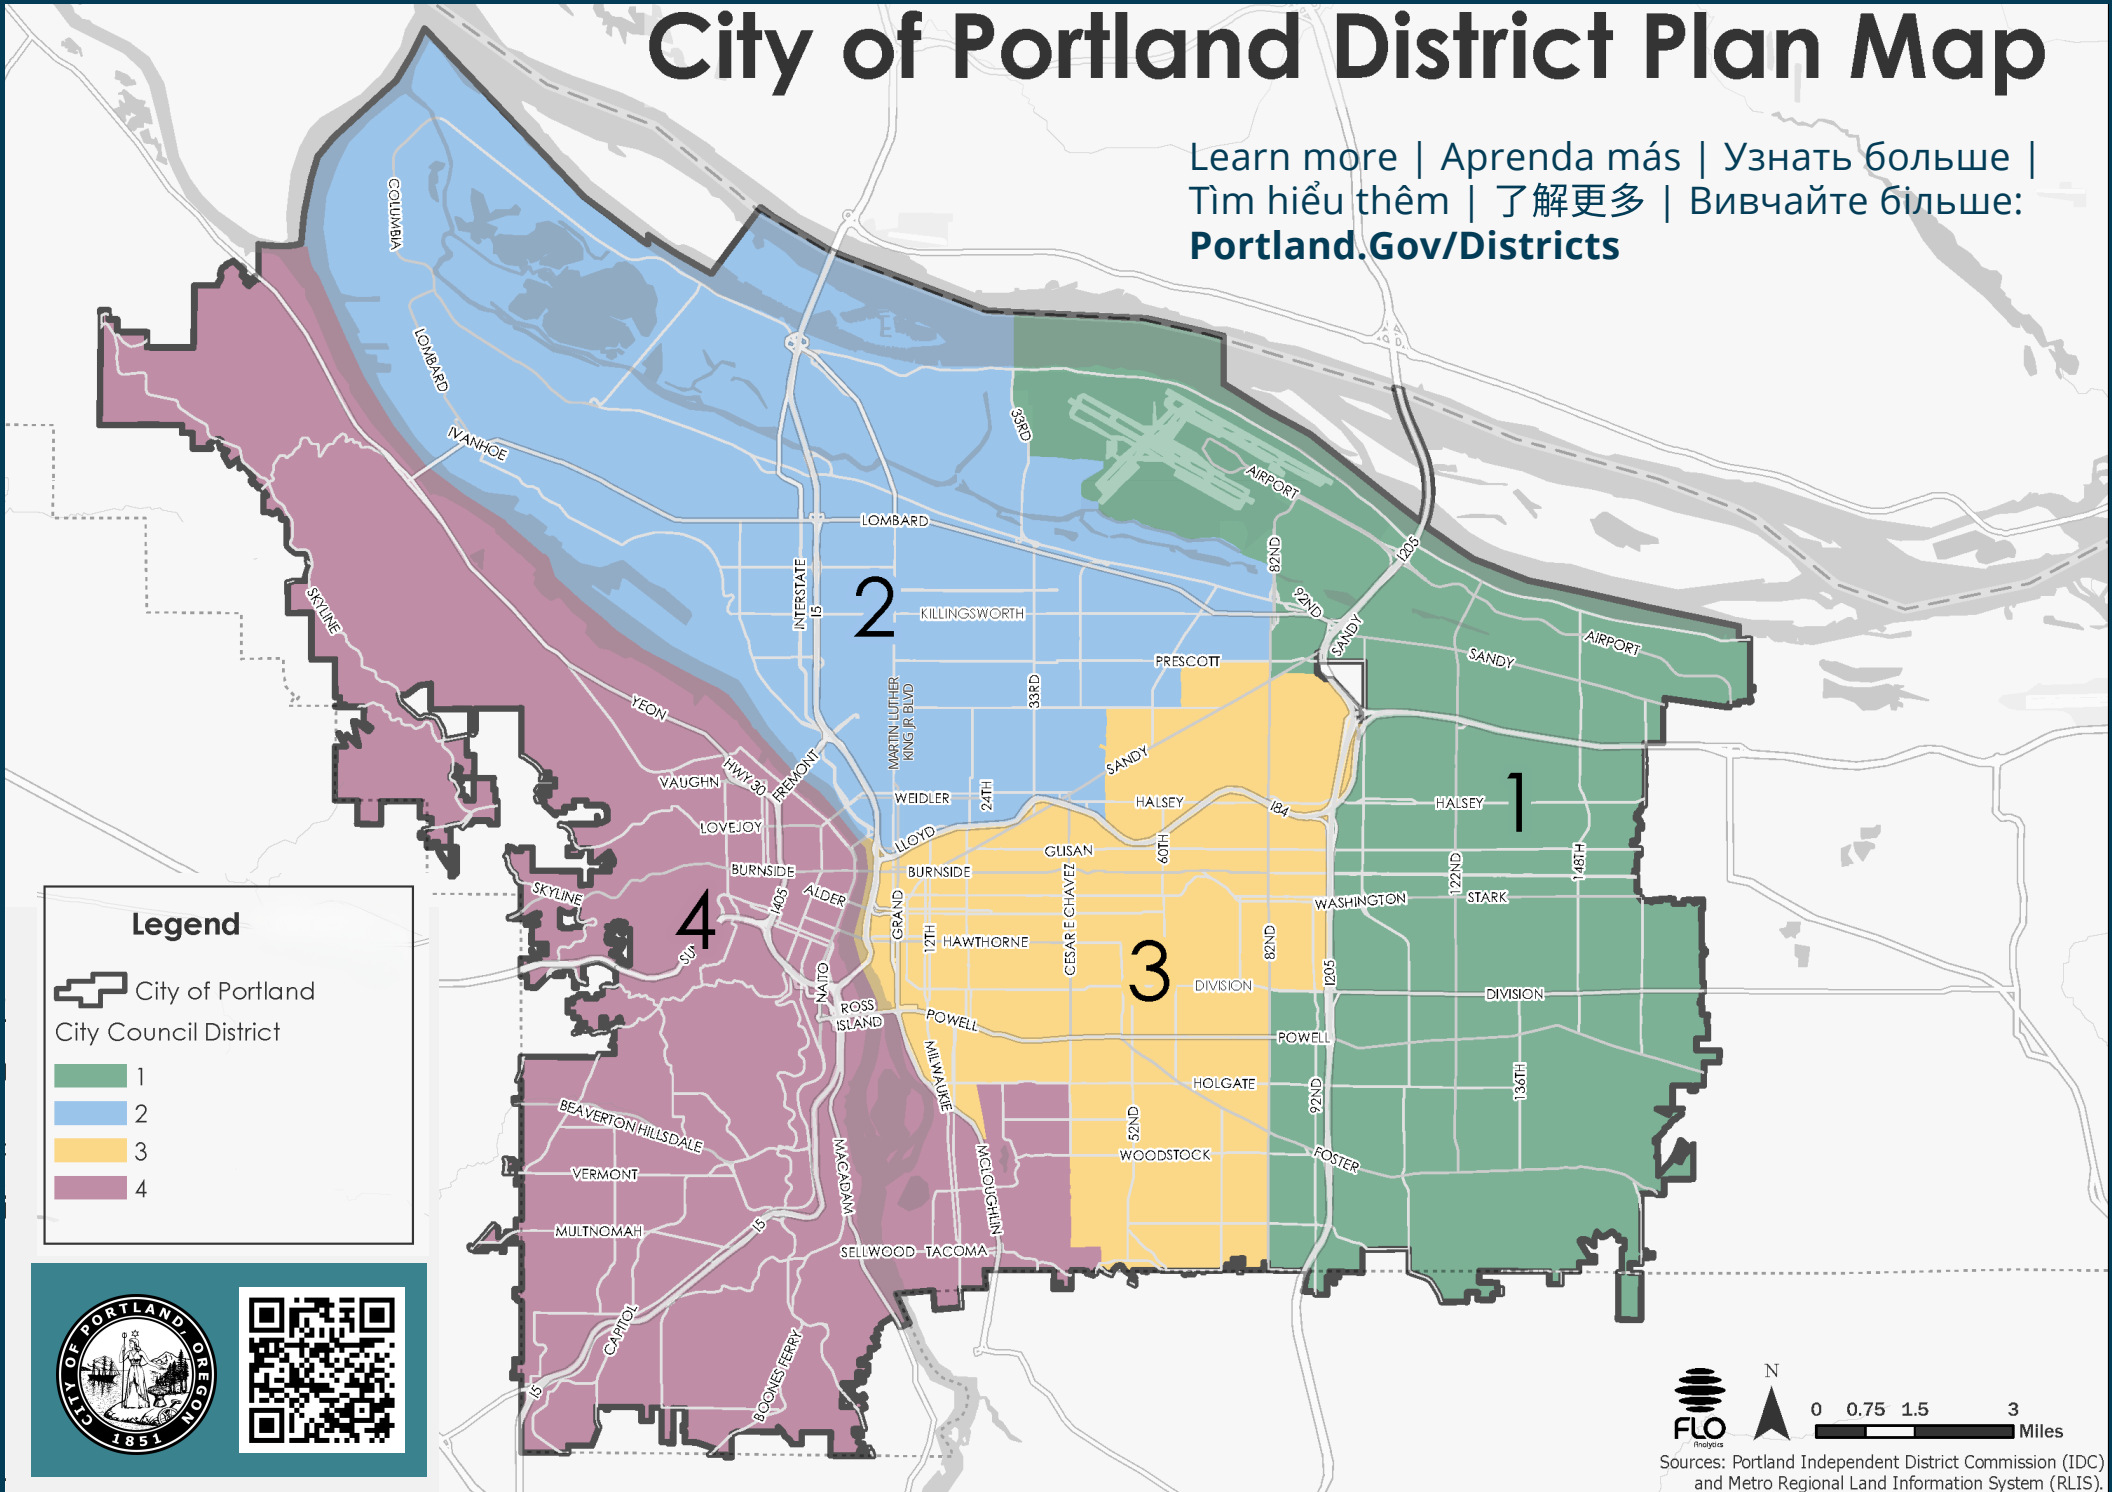 City of Portland District Plan Map
Learn more | Aprenda más | Узнать больше |
Tìm hiểu thêm | 了解更多 | Вивчайте більше:
Portland.Gov/Districts
COLUMBIA
LOMBARD
IVANHOE
33RD
AIRPORT
LOMBARD
82ND
I205
INTERSTATE
I5
2
KILLINGSWORTH
92ND
SANDY
SKYLINE
PRESCOTT
SANDY
AIRPORT
YEON
MARTIN LUTHER
KING JR BLVD
33RD
VAUGHN
HWY 30
FREMONT
SANDY
WEIDLER
24TH
HALSEY
I84
HALSEY
1
LOVEJOY
LLOYD
GLISAN
60TH
122ND
148TH
BURNSIDE
BURNSIDE
SKYLINE
4
I405
ALDER
GRAND
CESAR E CHAVEZ
WASHINGTON
STARK
12TH
HAWTHORNE
82ND
SU
3
NAITO
DIVISION
I205
DIVISION
ROSS
ISLAND
POWELL
POWELL
MILWAUKIE
HOLGATE
92ND
136TH
BEAVERTON HILLSDALE
52ND
VERMONT
MACADAM
MCLOUGHLIN
WOODSTOCK
FOSTER
MULTNOMAH
I5
SELLWOOD
TACOMA
CAPITOL
BOONES FERRY
I5
Legend
City of Portland
City Council District
1
2
3
4
CITY OF PORTLAND, OREGON
1851
FLO
Analytics
N
0 0.75 1.5 3
Miles
Sources: Portland Independent District Commission (IDC)
and Metro Regional Land Information System (RLIS).